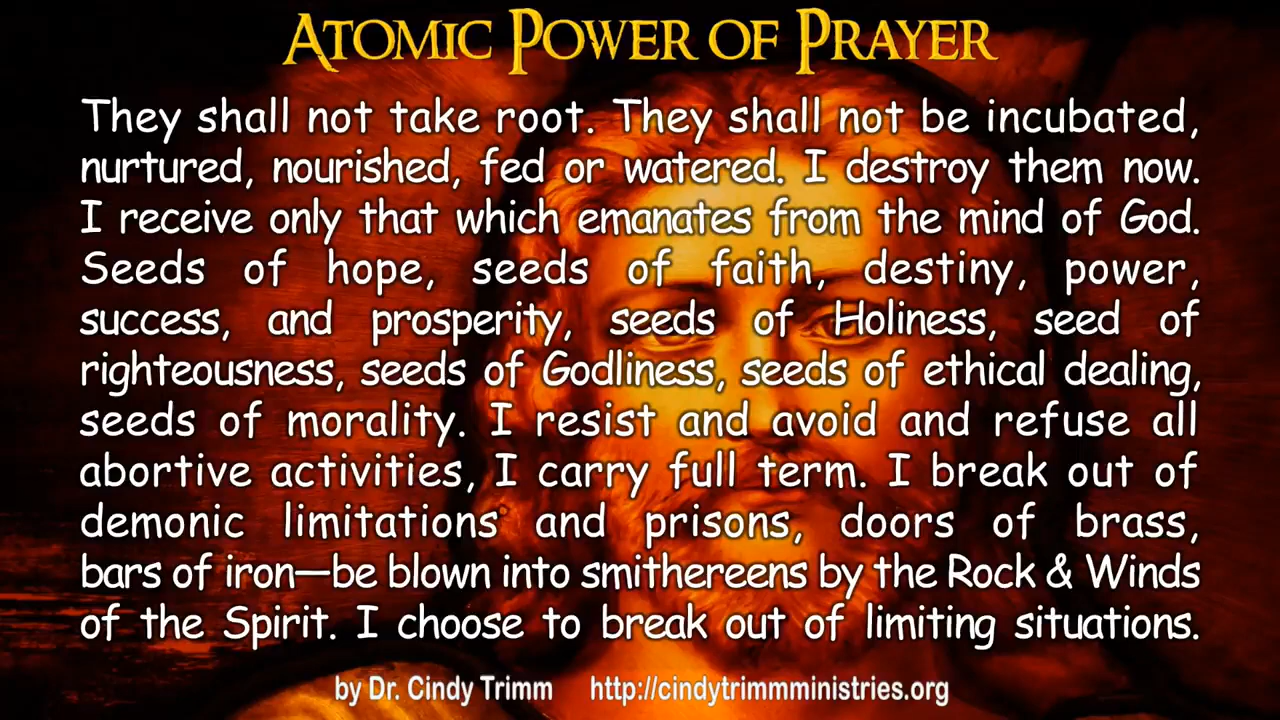 ATOMIC POWER OF PRAYER
They shall not take root. They shall not be incubated,
nurtured, nourished, fed or watered. I destroy them now.
I receive only that which emanates from the mind of God.
Seeds of hope, seeds of faith, destiny, power,
success, and prosperity, seeds of Holiness, seed of
righteousness, seeds of Godliness, seeds of ethical dealing,
seeds of morality. I resist and avoid and refuse all
abortive activities, I carry full term. I break out of
demonic limitations and prisons, doors of brass,
bars of iron—be blown into smithereens by the Rock & Winds
of the Spirit. I choose to break out of limiting situations.
by Dr. Cindy Trimm http://cindytrimmministries.org